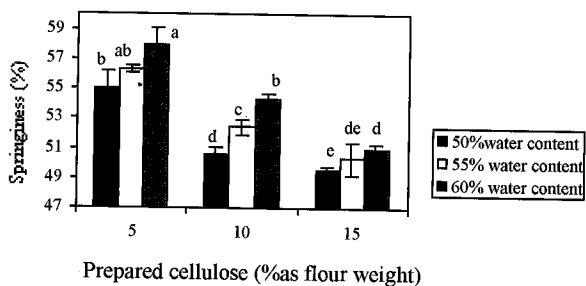 59
57
55
53
51
49
47
Springiness (%)
b ab a
d c b
e de d
5 10 15
Prepared cellulose (%as flour weight)
50%water content
55% water content
60% water content